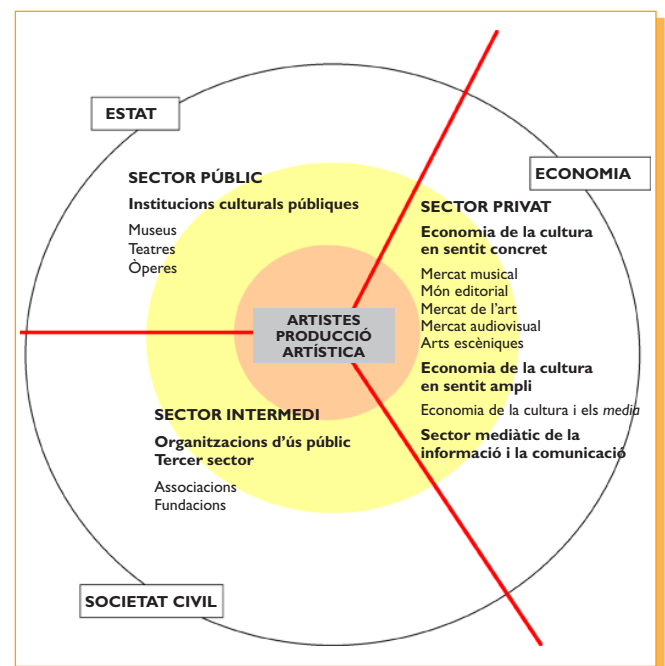 ESTAT
SECTOR PÚBLIC
Institucions culturals públiques
Museus
Teatres
Òperes
ECONOMIA
SECTOR PRIVAT
Economia de la cultura
en sentit concret
Mercat musical
Món editorial
Mercat de l'art
Mercat audiovisual
Arts escèniques
Economia de la cultura
en sentit ampli
Economia de la cultura i els media
Sector mediàtic de la
informació i la comunicació
ARTISTES
PRODUCCIÓ
ARTÍSTICA
SECTOR INTERMEDI
Organitzacions d'ús públic
Tercer sector
Associacions
Fundacions
SOCIETAT CIVIL